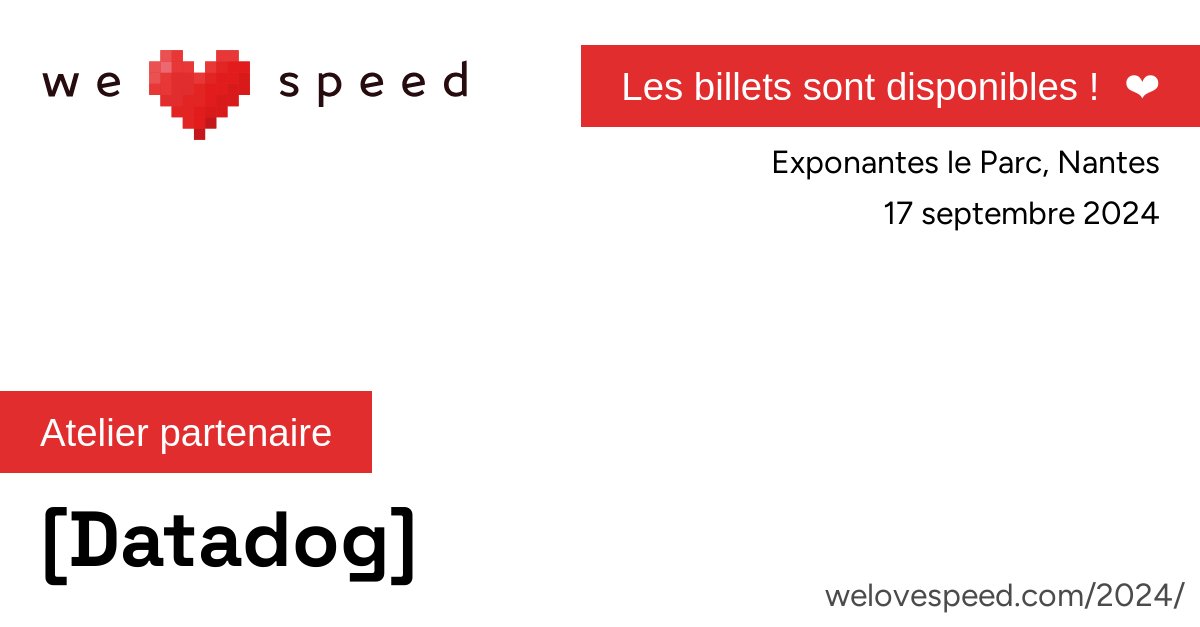 we speed
Les billets sont disponibles ! ❤
Exponantes le Parc, Nantes
17 septembre 2024
Atelier partenaire
[Datadog]
welovespeed.com/2024/